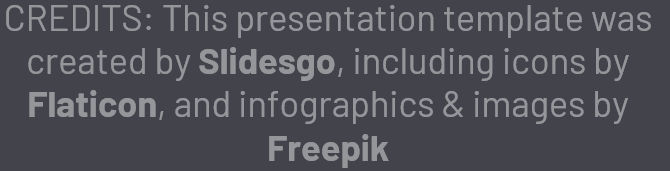 CREDITS: This presentation template was
created by Slidesgo, including icons by
Flaticon, and infographics & images by
Freepik